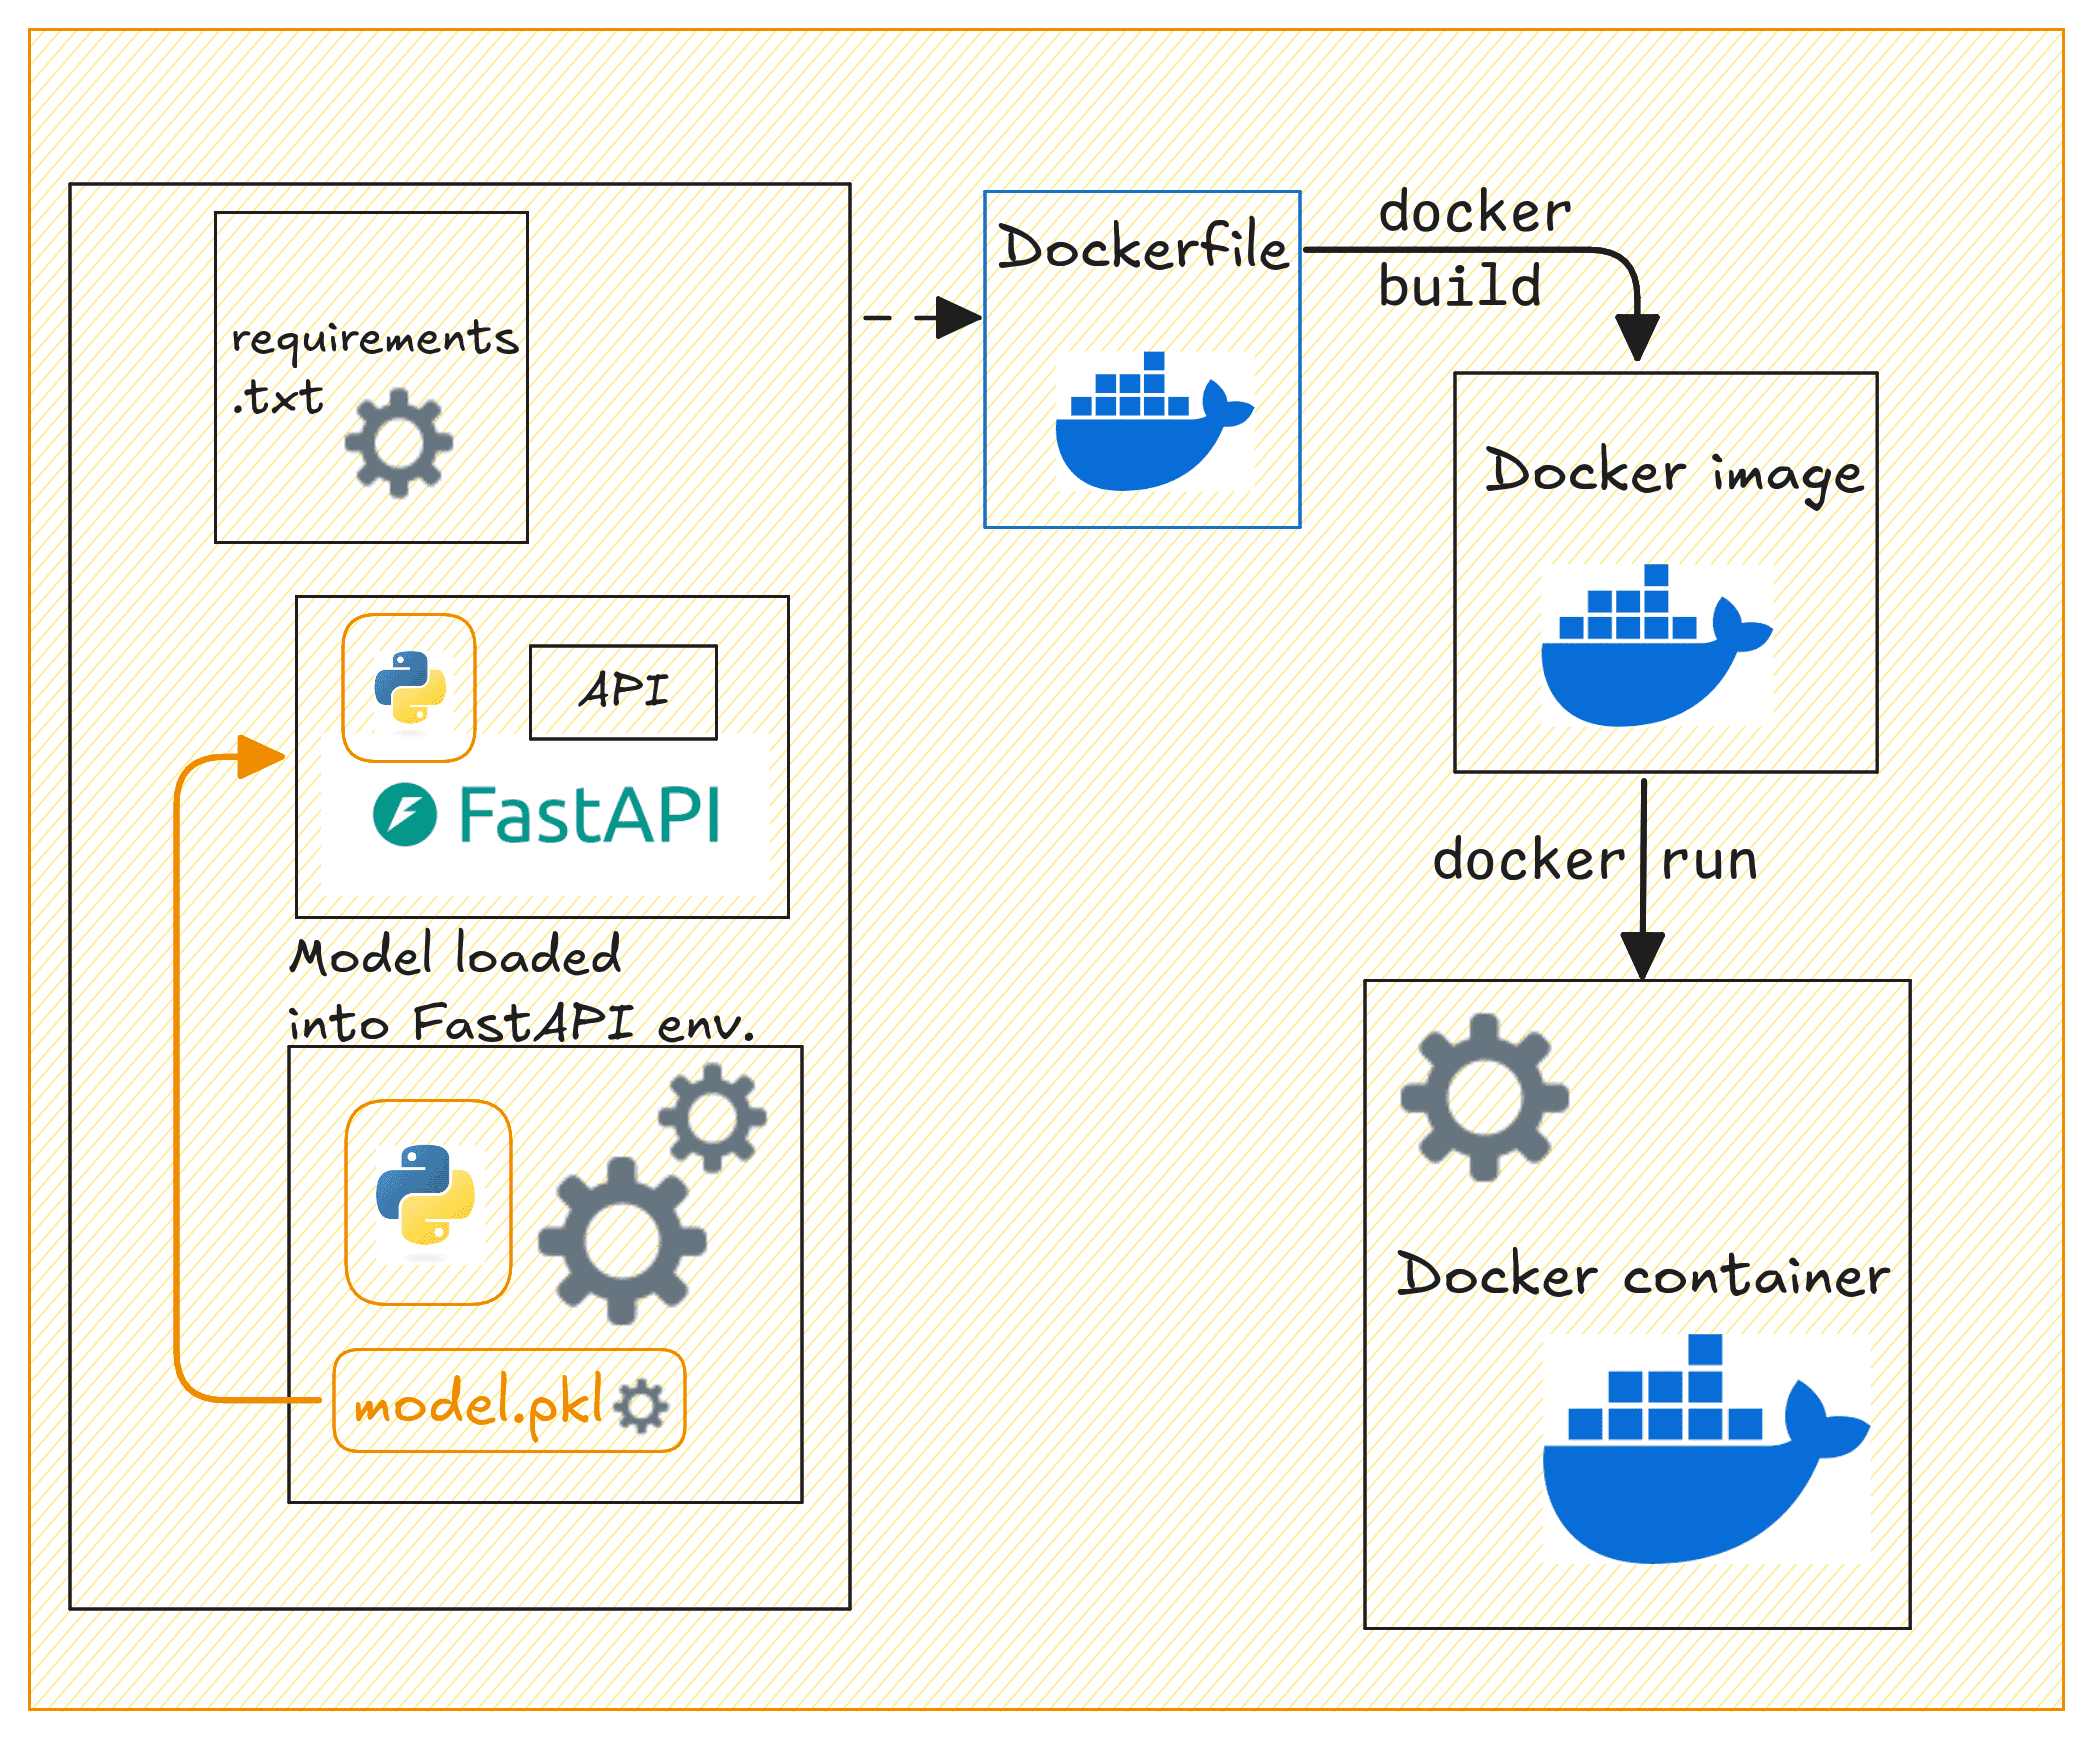 requirements
.txt
API
FastAPI
Model loaded
into FastAPI env.
model.pkl
Dockerfile
docker
build
Docker image
docker run
Docker container